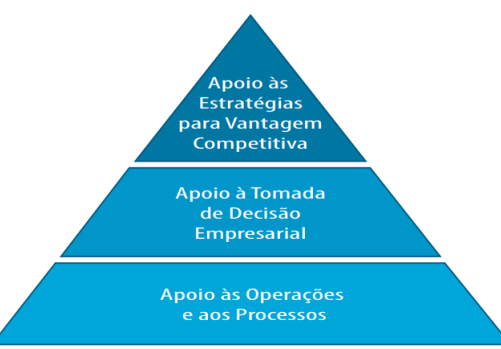 Apoio às
Estratégias
para Vantagem
Competitiva
Apoio à Tomada
de Decisão
Empresarial
Apoio às Operações
e aos Processos